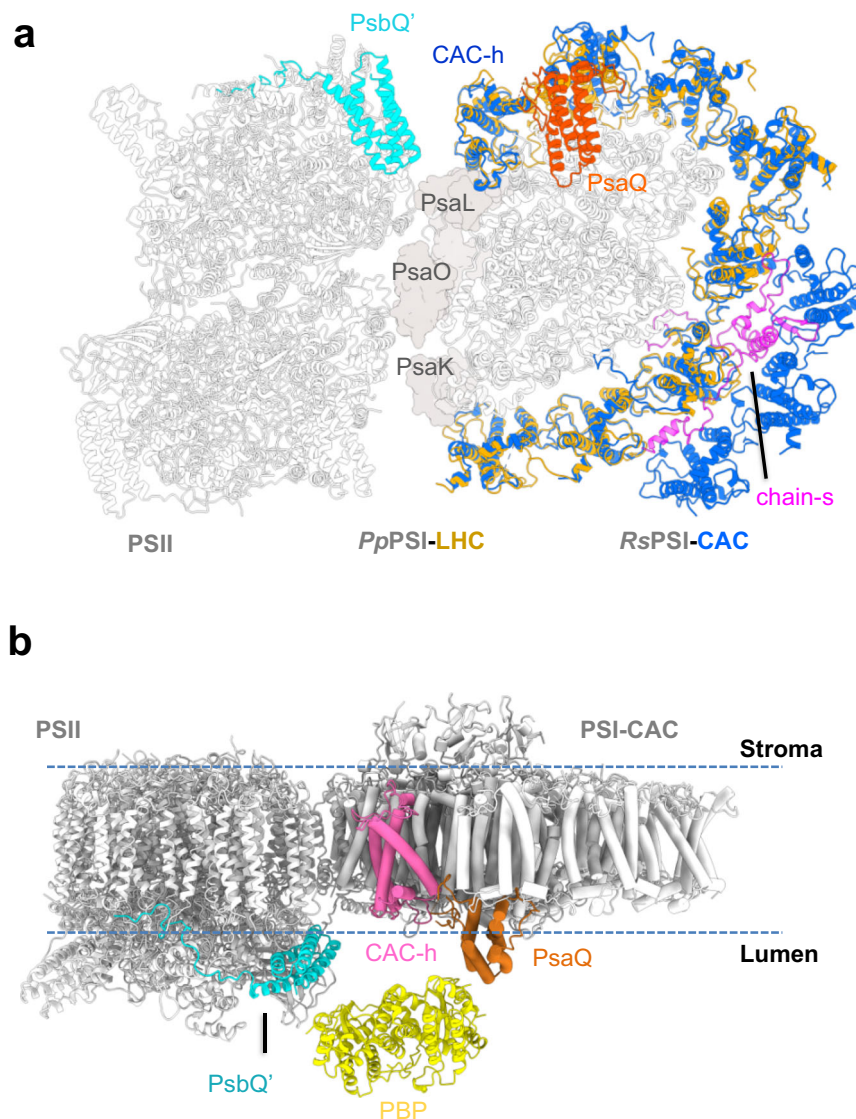 a
PsbQ’
CAC-h
PsaQ
PsaL
PsaO
PsaK
chain-s
PSII
PpPSI-LHC
RsPSI-CAC
b
PSII
PSI-CAC
Stroma
CAC-h
PsaQ
Lumen
PsbQ’
PBP